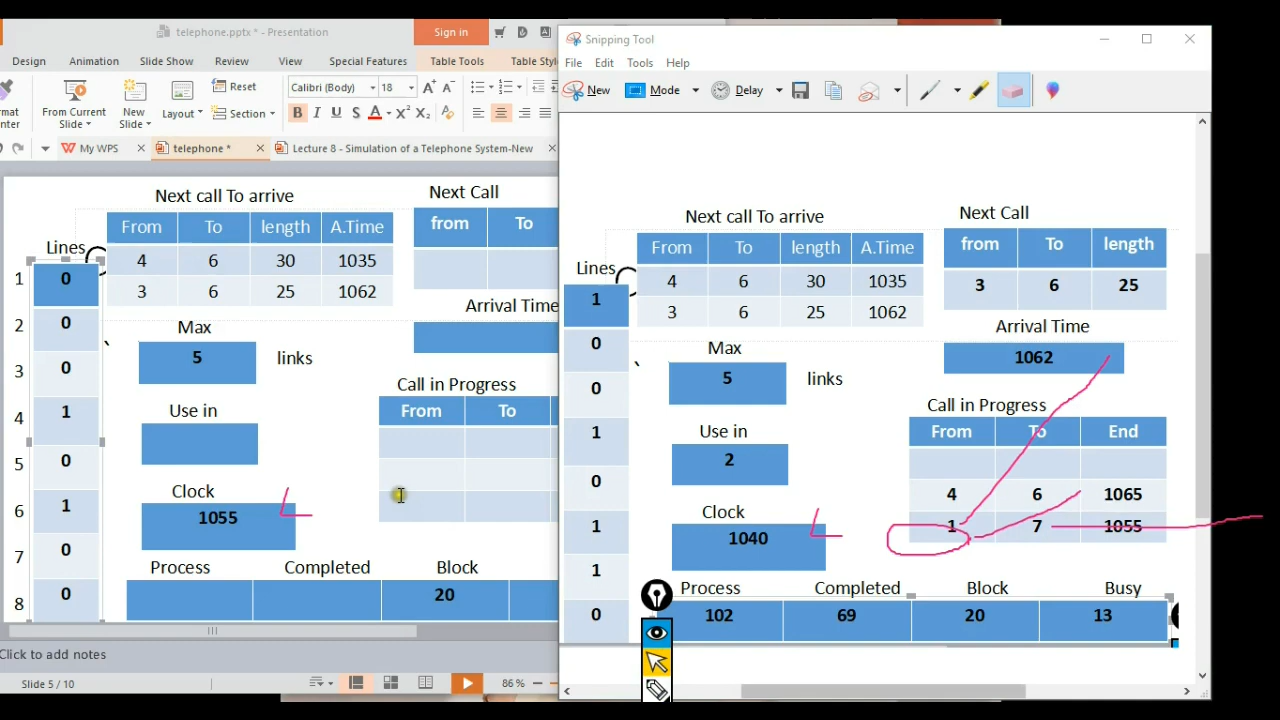 telephone.pptx * - Presentation
Sign in
Design Animation Slide Show Review View Special Features Table Tools Table Style
From Current Slide
New Slide
Layout
Reset
Section
Calibri (Body) 18
B I U S A X² X₂
My WPS
telephone *
Lecture 8 - Simulation of a Telephone System-New
Next call To arrive
Next Call
From To length A.Time
4 6 30 1035
3 6 25 1062
from To
Arrival Time
Lines
1 0
2 0
3 0
4 1
5 0
6 1
7 0
8 0
Max
5 links
Use in
Clock
1055
Call in Progress
From To
Process Completed Block
20
Click to add notes
Slide 5 / 10
86 %
Snipping Tool
File Edit Tools Help
New Mode Delay
Next call To arrive
Next Call
From To length A.Time
4 6 30 1035
3 6 25 1062
from To length
3 6 25
Arrival Time
1062
Lines
1
0
0
1
0
1
1
0
Max
5 links
Use in
2
Clock
1040
Call in Progress
From To End
4 6 1065
1 7 1055
Process Completed Block Busy
102 69 20 13